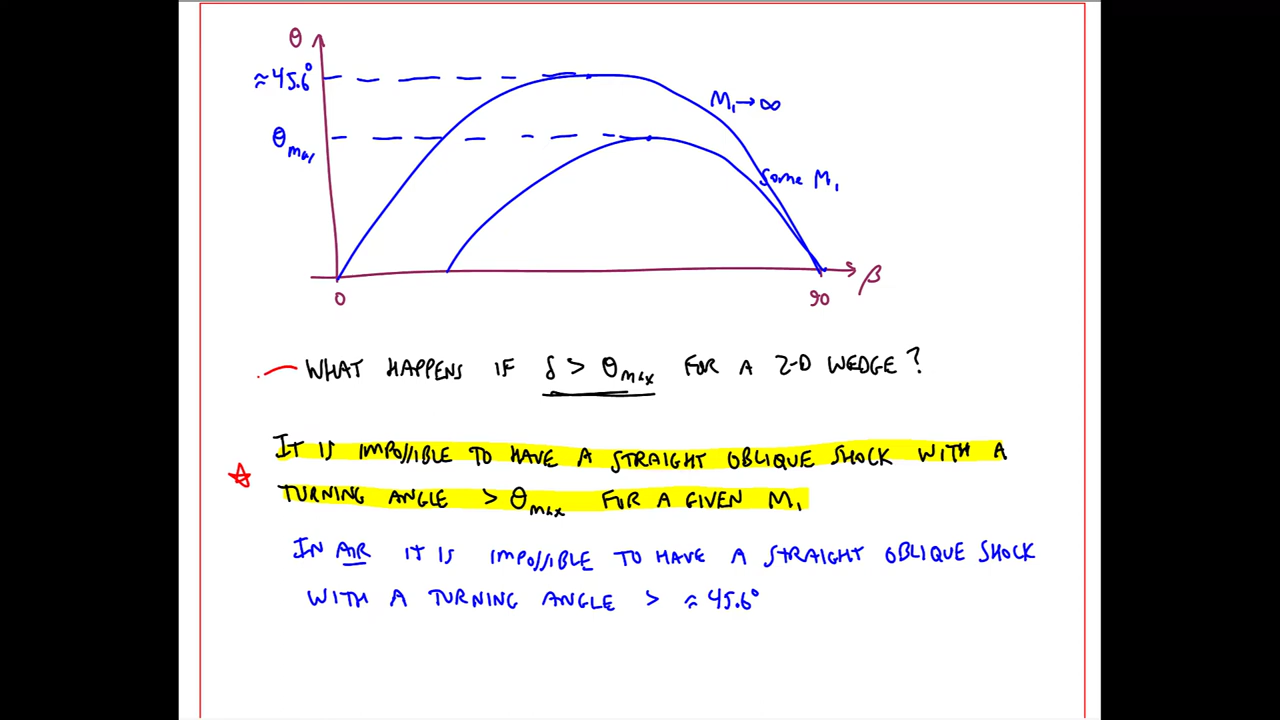 θ
≈45.6°
M₁→∞
θmax
Some M₁
β
0
90
WHAT HAPPENS IF δ > θmax FOR A 2-D WEDGE?
IT IS IMPOSSIBLE TO HAVE A STRAIGHT OBLIQUE SHOCK WITH A
TURNING ANGLE > θmax FOR A GIVEN M₁
IN AIR IT IS IMPOSSIBLE TO HAVE A STRAIGHT OBLIQUE SHOCK
WITH A TURNING ANGLE > ≈45.6°